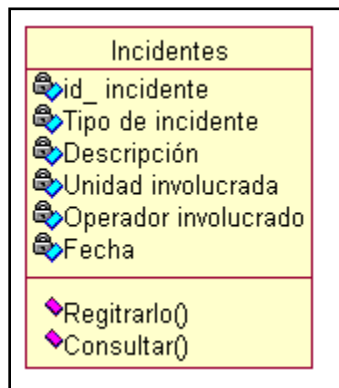 Incidentes
id_ incidente
Tipo de incidente
Descripción
Unidad involucrada
Operador involucrado
Fecha
Regitrarlo()
Consultar()